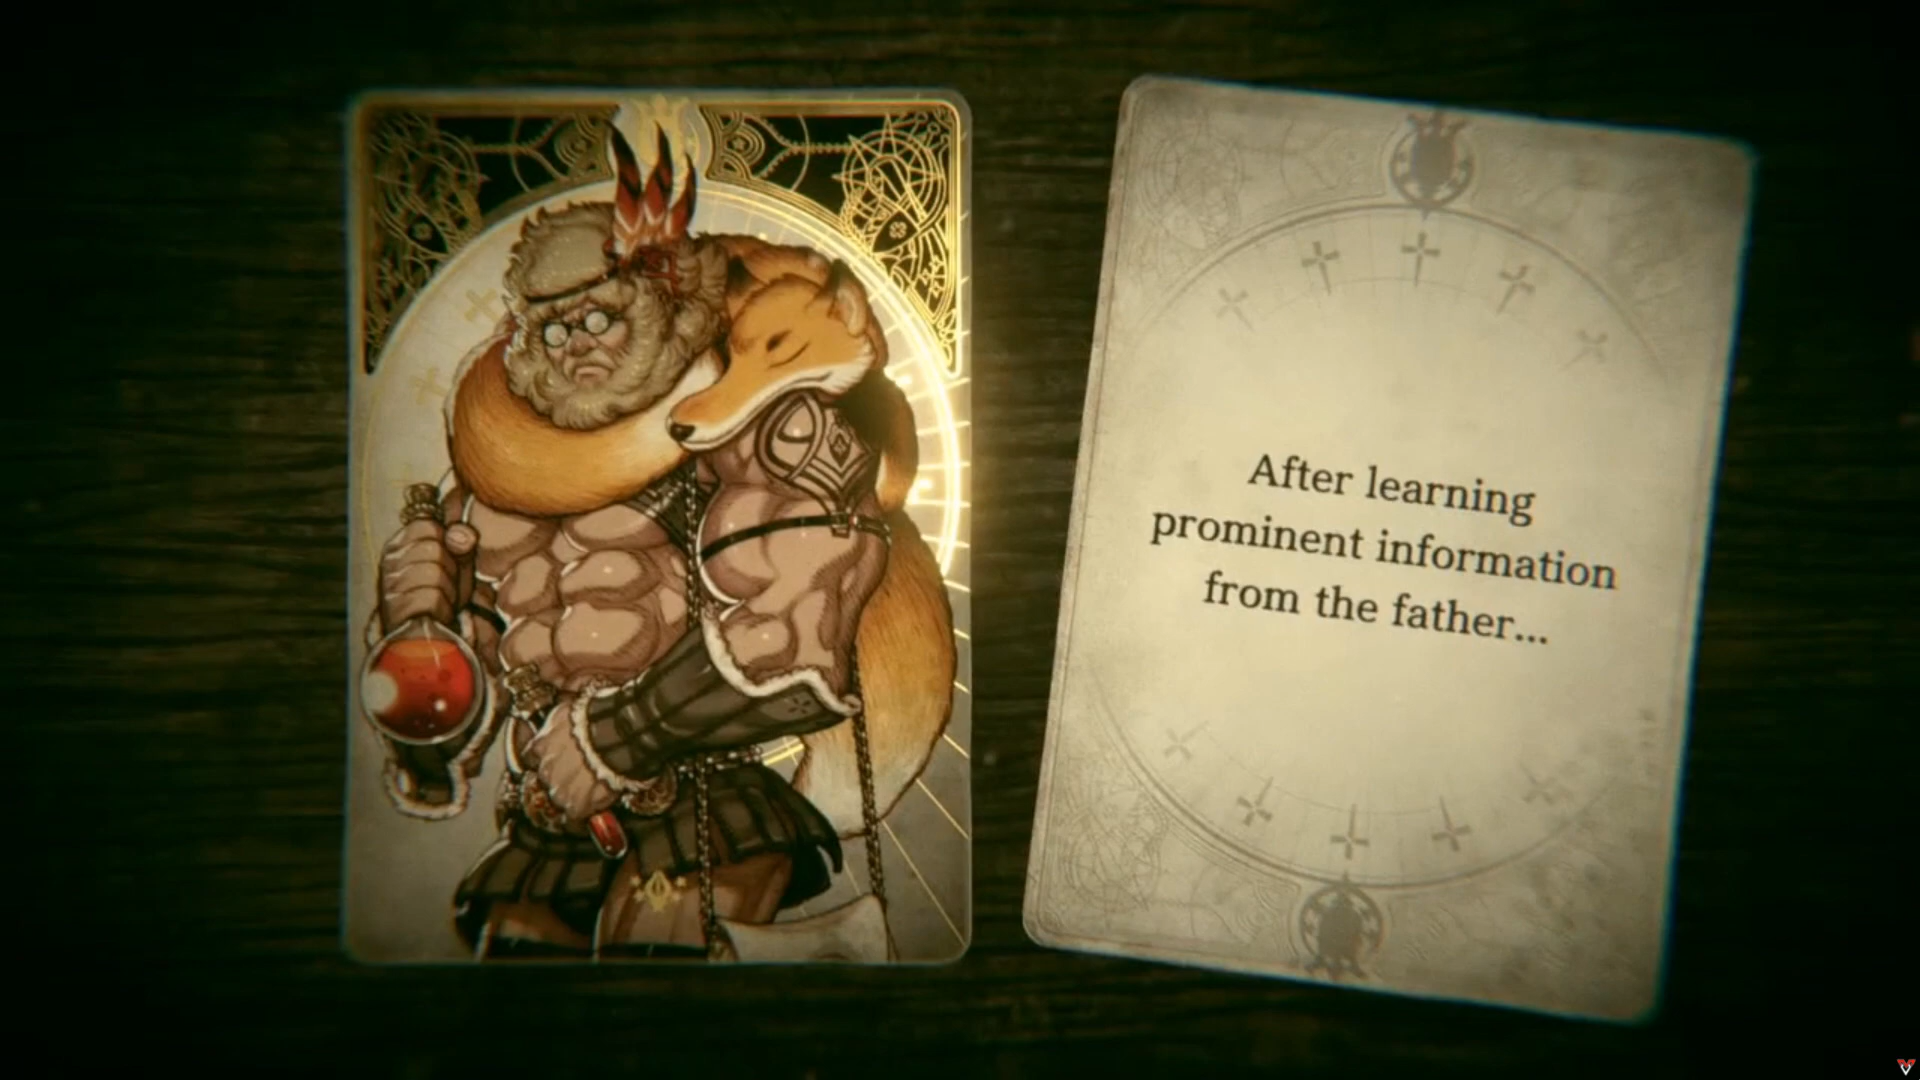 After learning
prominent information
from the father...